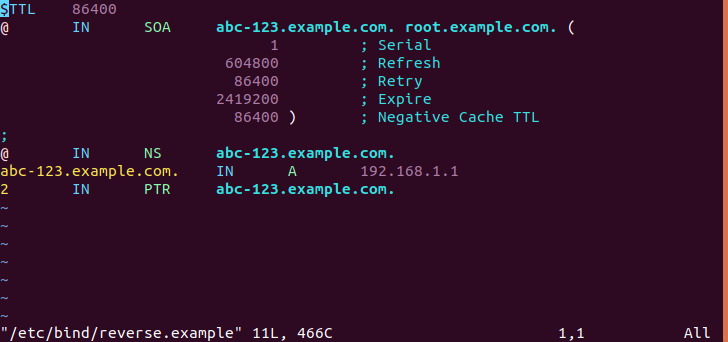 $TTL    86400
@       IN      SOA     abc-123.example.com. root.example.com. (
                              1         ; Serial
                         604800         ; Refresh
                          86400         ; Retry
                        2419200         ; Expire
                          86400 )       ; Negative Cache TTL
;
@       IN      NS      abc-123.example.com.
abc-123.example.com.    IN      A       192.168.1.1
2       IN      PTR     abc-123.example.com.
~
~
~
~
~
~
~
"/etc/bind/reverse.example" 11L, 466C                         1,1           All